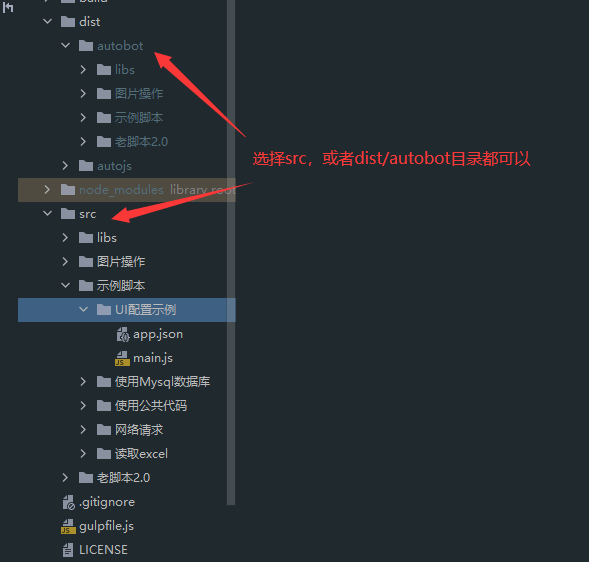 build
dist
autobot
libs
图片操作
示例脚本
老脚本2.0
autojs
node_modules library root
src
libs
图片操作
示例脚本
UI配置示例
app.json
main.js
使用Mysql数据库
使用公共代码
网络请求
读取excel
老脚本2.0
.gitignore
gulpfile.js
LICENSE
选择src，或者dist/autobot目录都可以